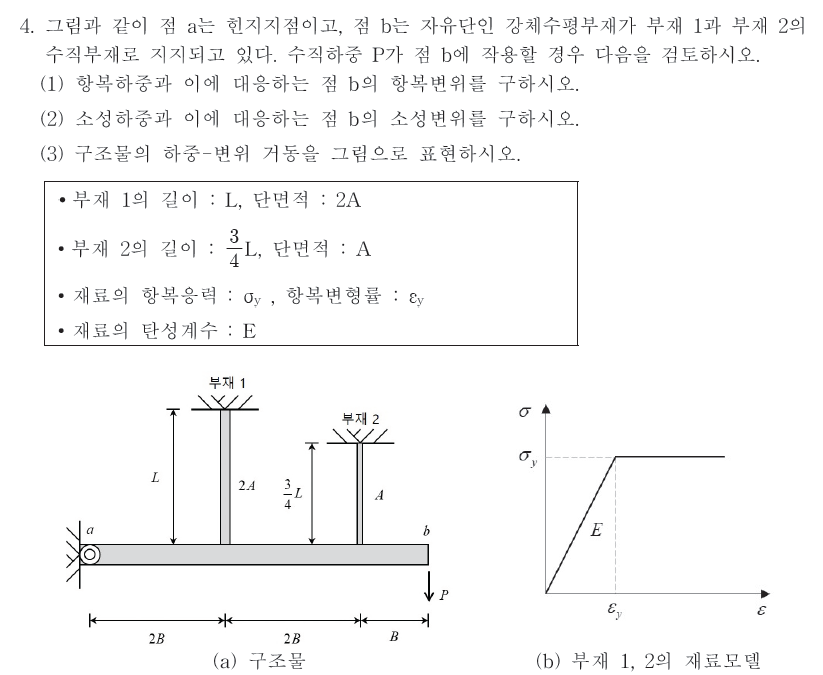 4. 그림과 같이 점 a는 힌지지점이고, 점 b는 자유단인 강체수평부재가 부재 1과 부재 2의
수직부재로 지지되고 있다. 수직하중 P가 점 b에 작용할 경우 다음을 검토하시오.
(1) 항복하중과 이에 대응하는 점 b의 항복변위를 구하시오.
(2) 소성하중과 이에 대응하는 점 b의 소성변위를 구하시오.
(3) 구조물의 하중-변위 거동을 그림으로 표현하시오.
• 부재 1의 길이 : L, 단면적 : 2A
• 부재 2의 길이 : 3/4 L, 단면적 : A
• 재료의 항복응력 : σy , 항복변형률 : εy
• 재료의 탄성계수 : E
부재 1
부재 2
L
2A
3/4 L
A
a
b
P
2B
2B
B
(a) 구조물
σ
σy
E
εy
ε
(b) 부재 1, 2의 재료모델